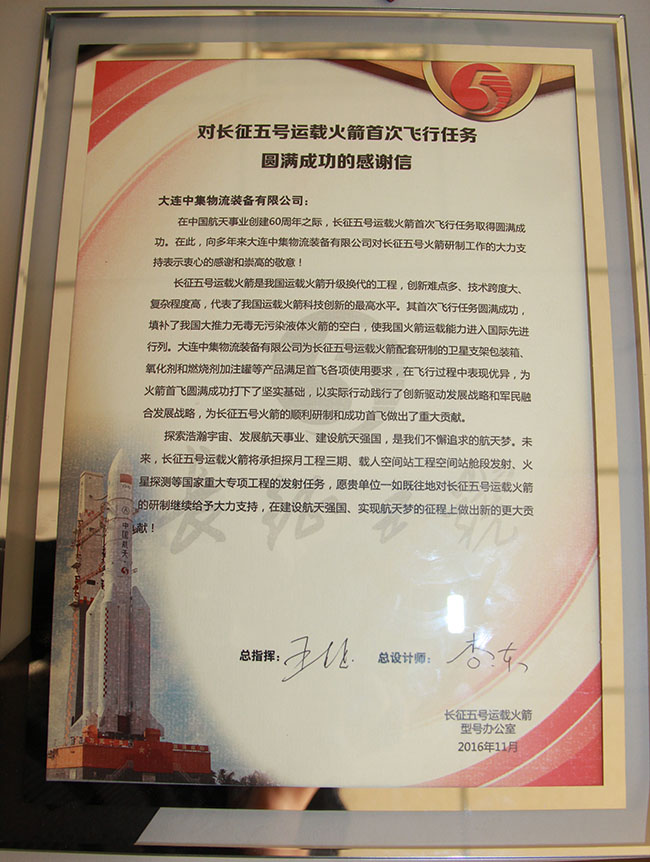 对长征五号运载火箭首次飞行任务
圆满成功的感谢信
大连中集物流装备有限公司：
在中国航天事业创建60周年之际，长征五号运载火箭首次飞行任务取得圆满成
功。在此，向多年来大连中集物流装备有限公司对长征五号火箭研制工作的大力支
持表示衷心的感谢和崇高的敬意！
长征五号运载火箭是我国运载火箭升级换代的工程，创新难点多、技术跨度大、
复杂程度高，代表了我国运载火箭科技创新的最高水平。其首次飞行任务圆满成功，
填补了我国大推力无毒无污染液体火箭的空白，使我国火箭运载能力进入国际先进
行列。大连中集物流装备有限公司为长征五号运载火箭配套研制的卫星支架包装箱、
氧化剂和燃烧剂加注罐等产品满足首飞各项使用要求，在飞行过程中表现优异，为
火箭首飞圆满成功打下了坚实基础，以实际行动践行了创新驱动发展战略和军民融
合发展战略，为长征五号火箭的顺利研制和成功首飞做出了重大贡献。
探索浩瀚宇宙、发展航天事业、建设航天强国，是我们不懈追求的航天梦。未
来，长征五号运载火箭将承担探月工程三期、载人空间站工程空间站舱段发射、火
星探测等国家重大专项工程的发射任务，愿贵单位一如既往地对长征五号运载火箭
的研制继续给予大力支持，在建设航天强国、实现航天梦的征程上做出新的更大贡
献！
长征五号
中国航天
总指挥： 总设计师： 李东
长征五号运载火箭
型号办公室
2016年11月